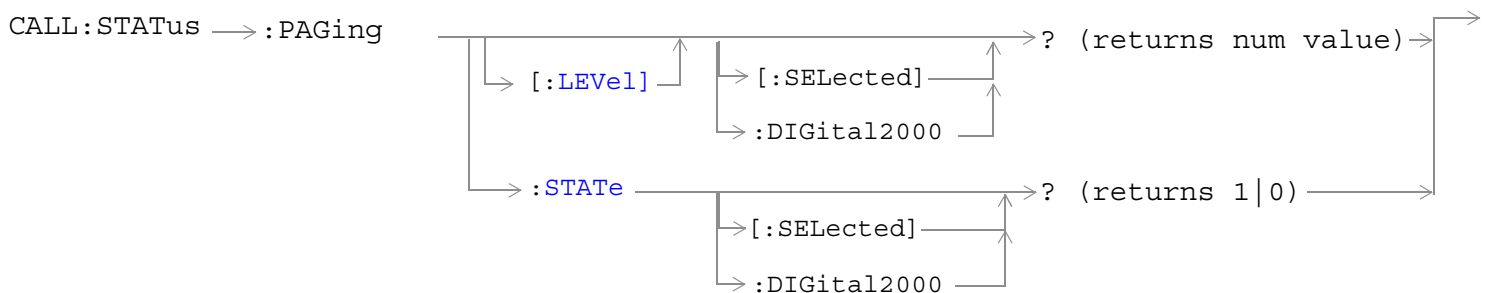 CALL:STATus :PAGing ? (returns num value)
[:LEVel] [:SELected]
:DIGital2000
:STATe ? (returns 1|0)
[:SELected]
:DIGital2000